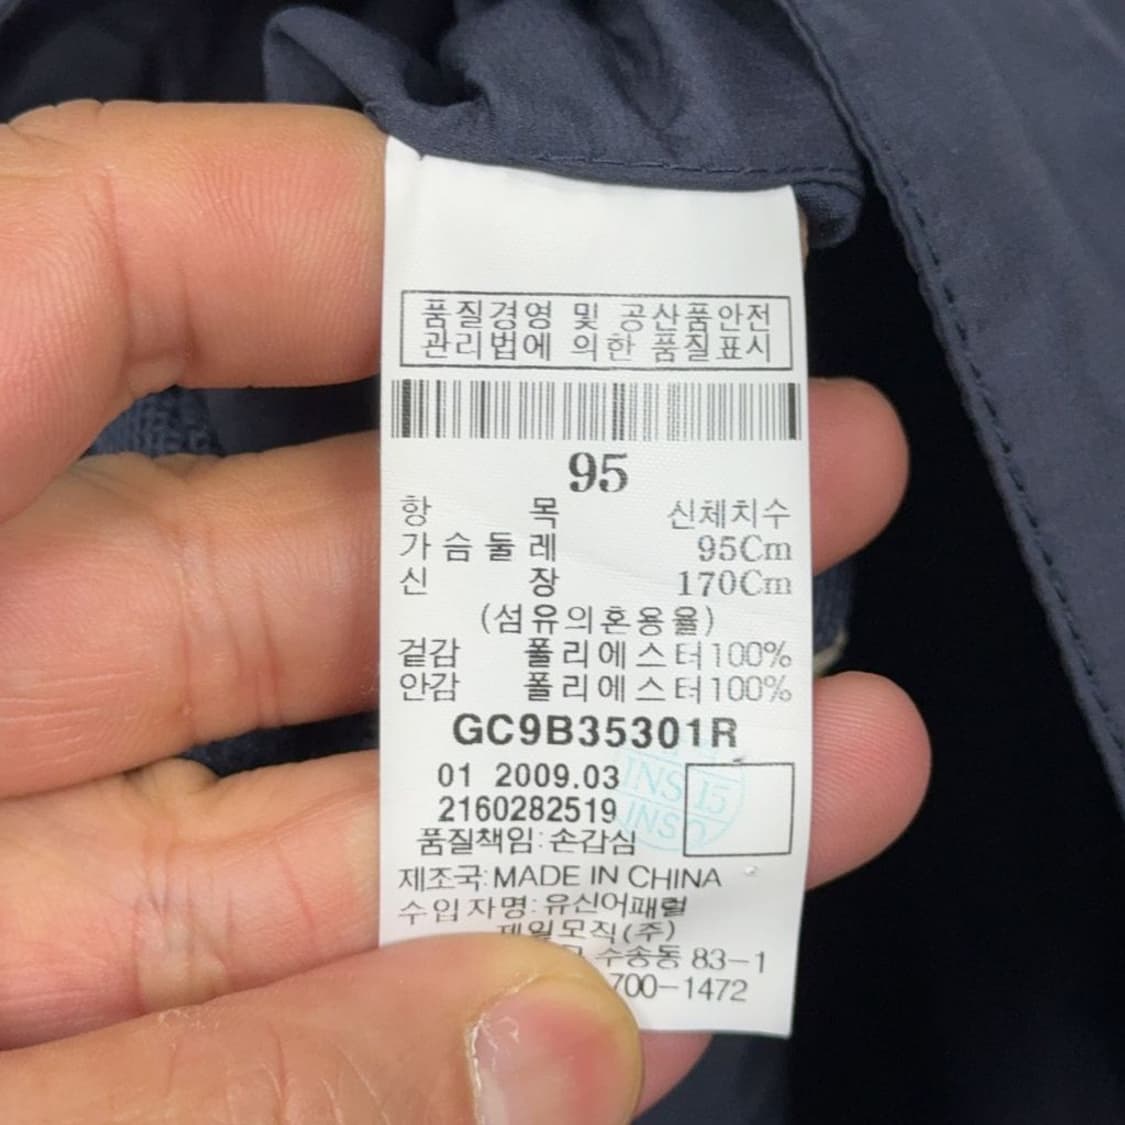 품질경영 및 공산품안전
관리법에 의한 품질표시
95
항 목 신체치수
가슴둘레 95Cm
신 장 170Cm
(섬유의혼용율)
겉감 폴리에스터100%
안감 폴리에스터100%
GC9B35301R
01 2009.03
INS 15
2160282519
INSO
품질책임:손갑심
제조국:MADE IN CHINA
수입자명:유신어패럴
제일모직(주)
수송동 83-1
700-1472